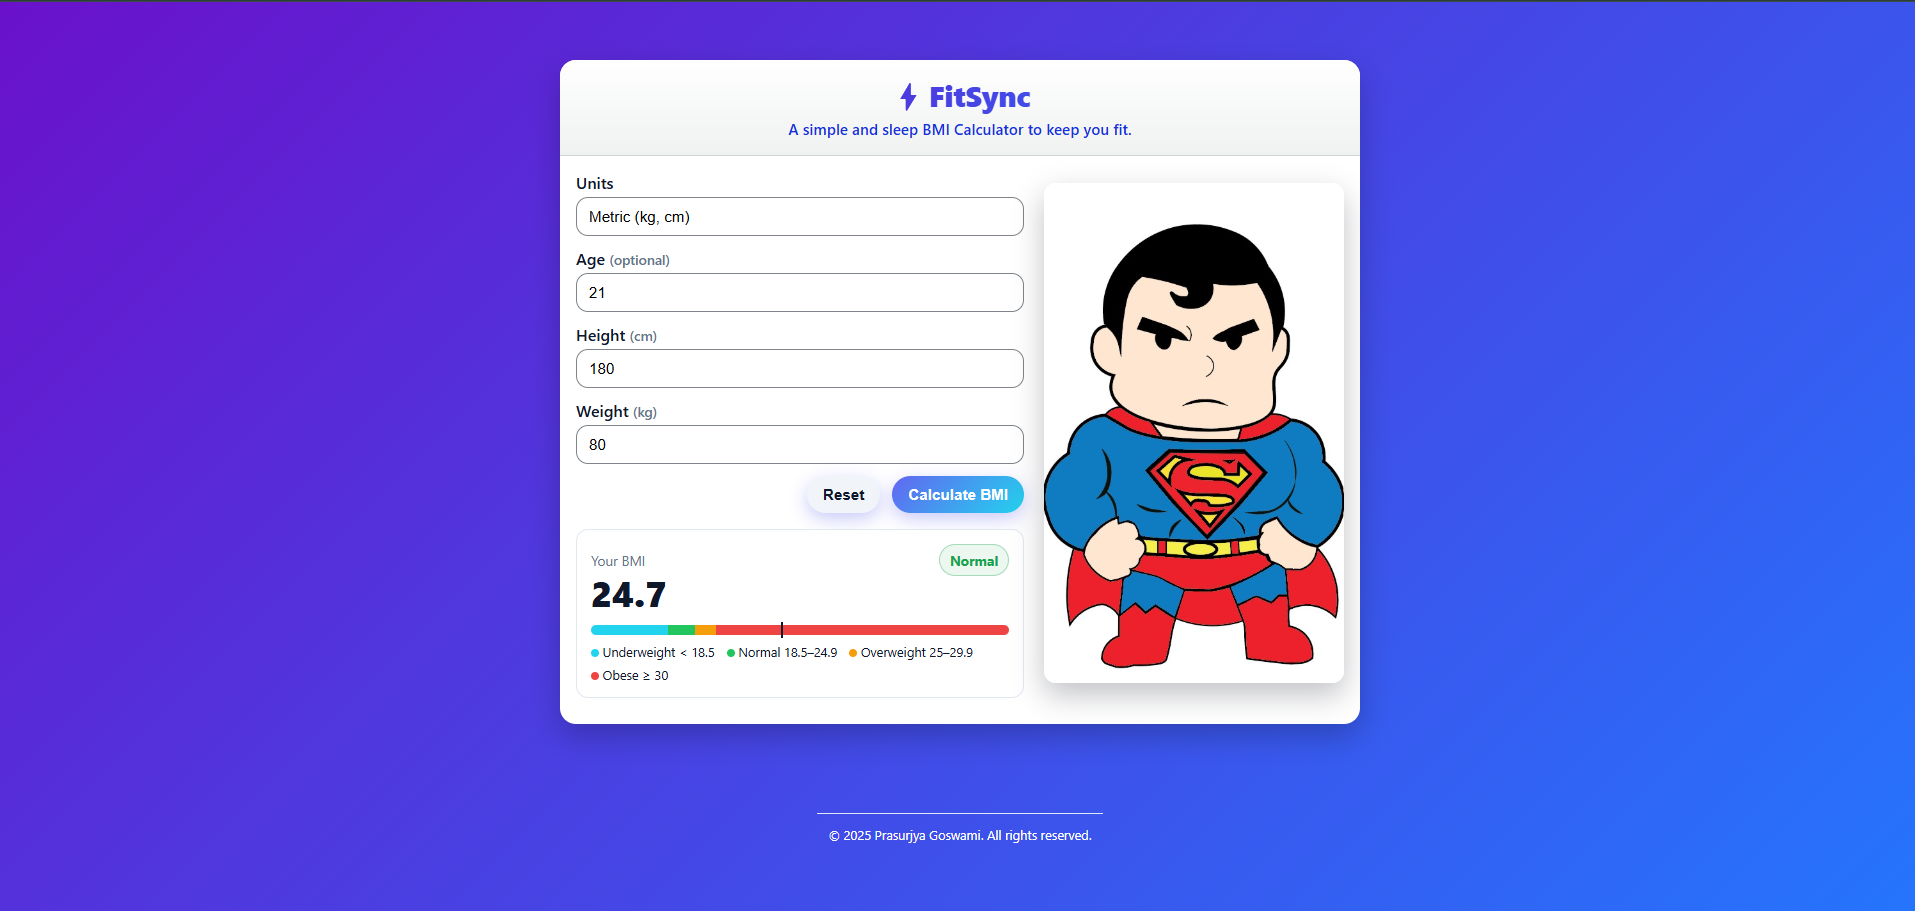 FitSync
A simple and sleep BMI Calculator to keep you fit.
Units
Metric (kg, cm)
Age (optional)
21
Height (cm)
180
Weight (kg)
80
Reset Calculate BMI
Your BMI Normal
24.7
Underweight < 18.5 Normal 18.5–24.9 Overweight 25–29.9
Obese ≥ 30
S
© 2025 Prasurjya Goswami. All rights reserved.